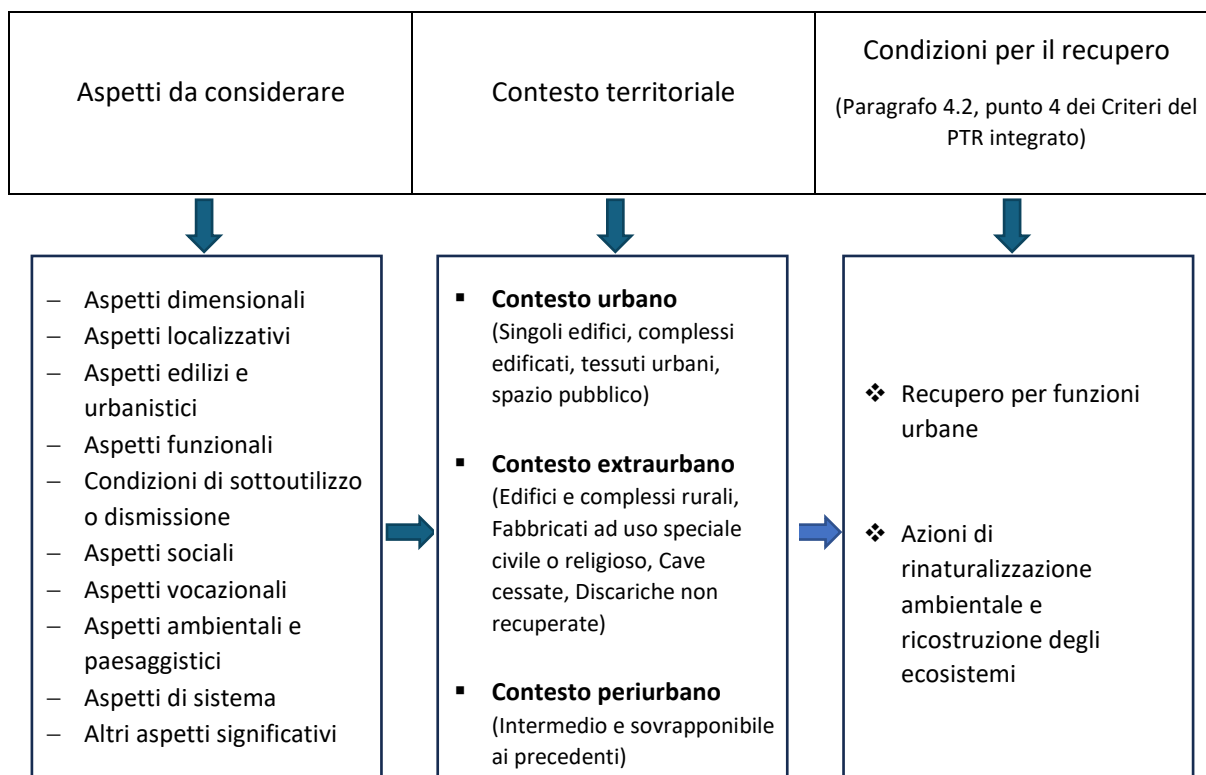 Aspetti da considerare
Contesto territoriale
Condizioni per il recupero
(Paragrafo 4.2, punto 4 dei Criteri del
PTR integrato)
– Aspetti dimensionali
– Aspetti localizzativi
– Aspetti edilizi e
urbanistici
– Aspetti funzionali
– Condizioni di sottoutilizzo
o dismissione
– Aspetti sociali
– Aspetti vocazionali
– Aspetti ambientali e
paesaggistici
– Aspetti di sistema
– Altri aspetti significativi
▪ Contesto urbano
(Singoli edifici, complessi
edificati, tessuti urbani,
spazio pubblico)
▪ Contesto extraurbano
(Edifici e complessi rurali,
Fabbricati ad uso speciale
civile o religioso, Cave
cessate, Discariche non
recuperate)
▪ Contesto periurbano
(Intermedio e sovrapponibile
ai precedenti)
❖ Recupero per funzioni
urbane
❖ Azioni di
rinaturalizzazione
ambientale e
ricostruzione degli
ecosistemi